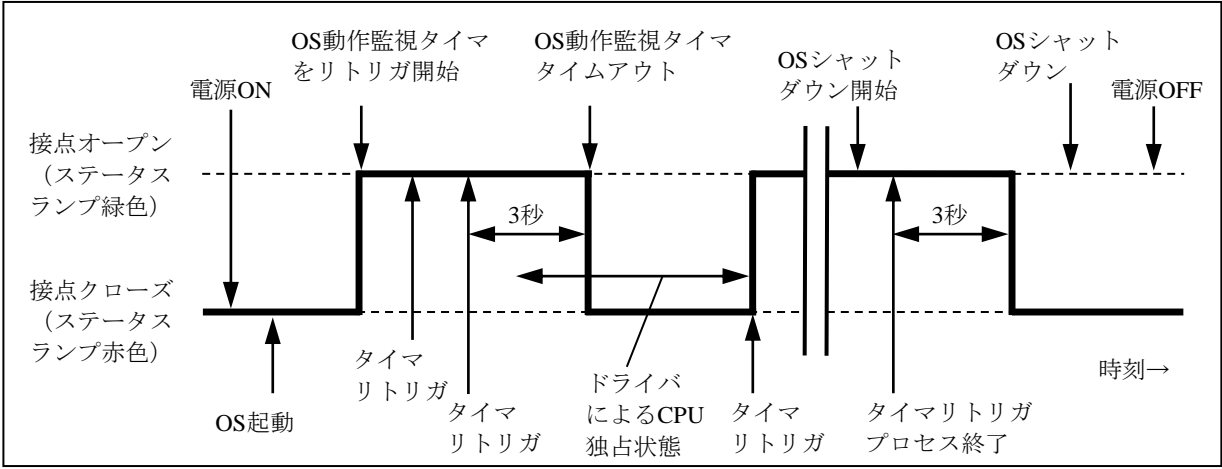 OS動作監視タイマ
をリトリガ開始
OS動作監視タイマ
タイムアウト
OSシャット
ダウン開始
OSシャット
ダウン
電源ON
電源OFF
接点オープン
（ステータス
ランプ緑色）
3秒
3秒
接点クローズ
（ステータス
ランプ赤色）
時刻→
OS起動
タイマ
リトリガ
タイマ
リトリガ
ドライバ
によるCPU
独占状態
タイマ
リトリガ
タイマリトリガ
プロセス終了